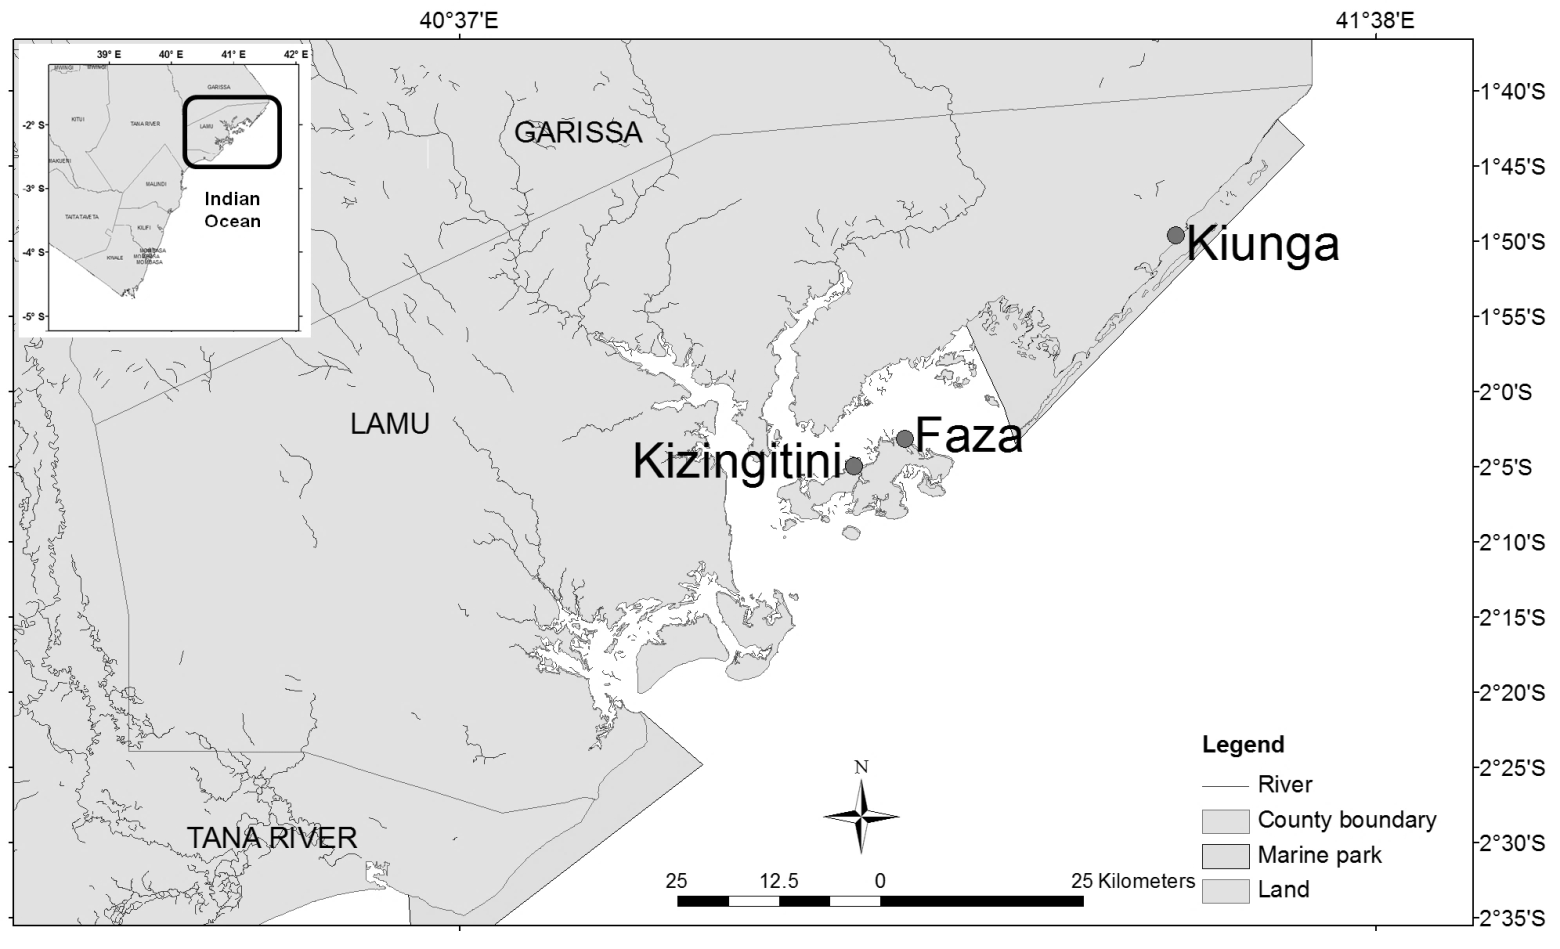 40°37'E 41°38'E
39° E 40° E 41° E 42° E
MWINGI MWINGI
GARISSA
KITUI
TANA RIVER
LAMU
MALINDI
TAITA TAVETA
KILIFI
KWALE
MOMBASA
-2° S
-3° S
-4° S
-5° S
Indian
Ocean
GARISSA
LAMU
TANA RIVER
Kiunga
Faza
Kizingitini
1°40'S
1°45'S
1°50'S
1°55'S
2°0'S
2°5'S
2°10'S
2°15'S
2°20'S
2°25'S
2°30'S
2°35'S
N
25 12.5 0 25 Kilometers
Legend
River
County boundary
Marine park
Land